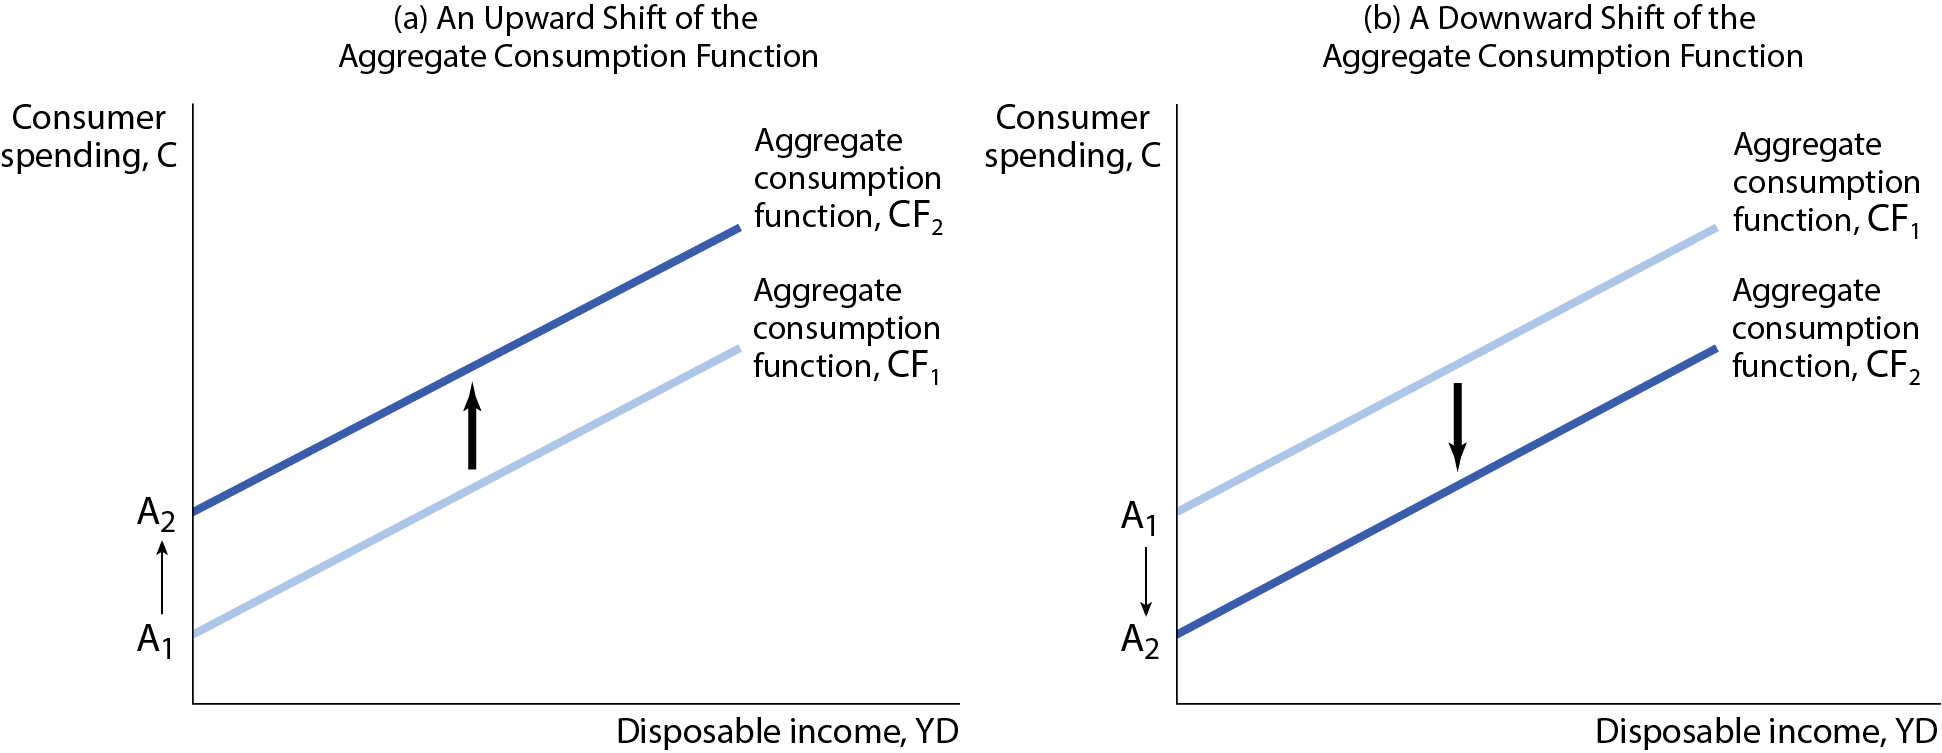 (a) An Upward Shift of the
Aggregate Consumption Function
Consumer
spending, C
Aggregate
consumption
function, CF₂
Aggregate
consumption
function, CF₁
A₂
A₁
Disposable income, YD
(b) A Downward Shift of the
Aggregate Consumption Function
Consumer
spending, C
Aggregate
consumption
function, CF₁
Aggregate
consumption
function, CF₂
A₁
A₂
Disposable income, YD